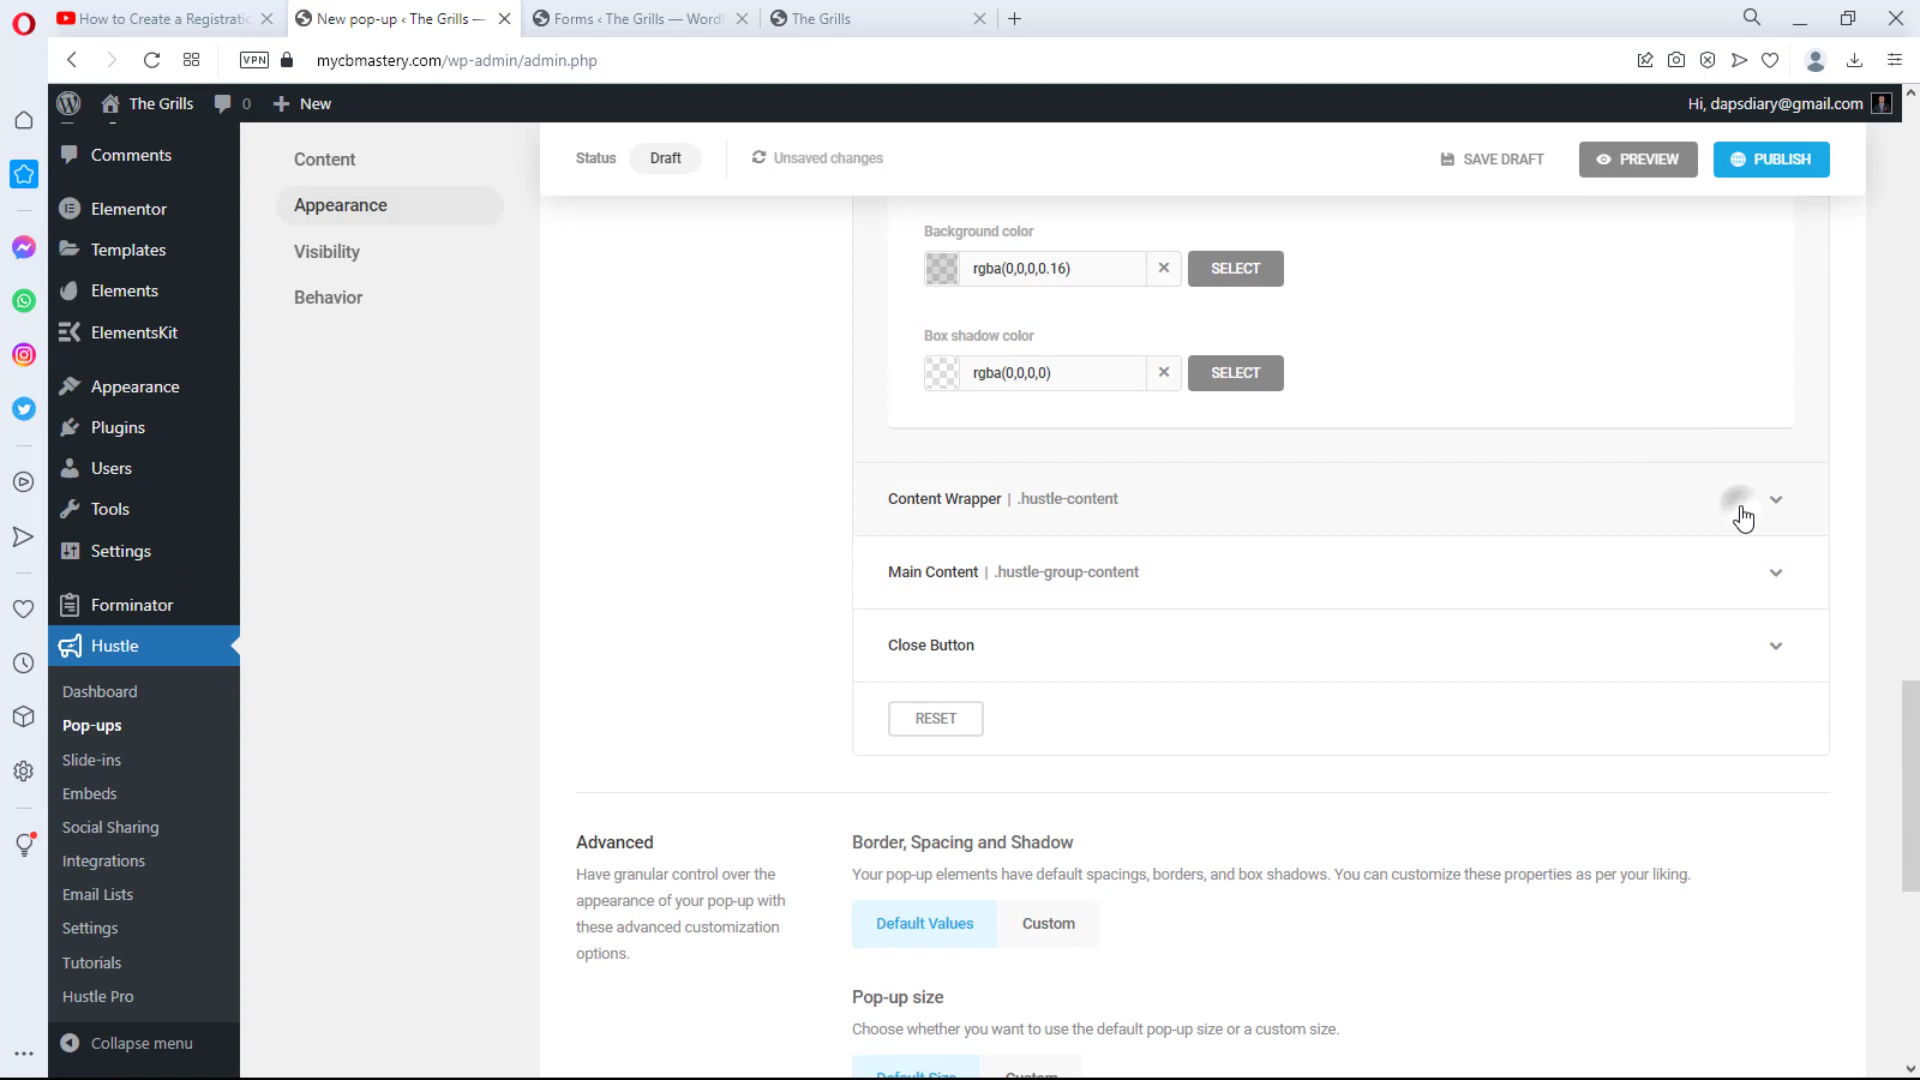 How to Create a Registratio
New pop-up ‹ The Grills —
Forms ‹ The Grills — Word
The Grills
VPN
mycbmastery.com/wp-admin/admin.php
The Grills
0
New
Hi, dapsdiary@gmail.com
Comments
Elementor
Templates
Elements
ElementsKit
Appearance
Plugins
Users
Tools
Settings
Forminator
Hustle
Dashboard
Pop-ups
Slide-ins
Embeds
Social Sharing
Integrations
Email Lists
Settings
Tutorials
Hustle Pro
Collapse menu
Content
Appearance
Visibility
Behavior
Status
Draft
Unsaved changes
SAVE DRAFT
PREVIEW
PUBLISH
Background color
rgba(0,0,0,0.16)
SELECT
Box shadow color
rgba(0,0,0,0)
SELECT
Content Wrapper | .hustle-content
Main Content | .hustle-group-content
Close Button
RESET
Advanced
Have granular control over the
appearance of your pop-up with
these advanced customization
options.
Border, Spacing and Shadow
Your pop-up elements have default spacings, borders, and box shadows. You can customize these properties as per your liking.
Default Values
Custom
Pop-up size
Choose whether you want to use the default pop-up size or a custom size.
Default Size
Custom